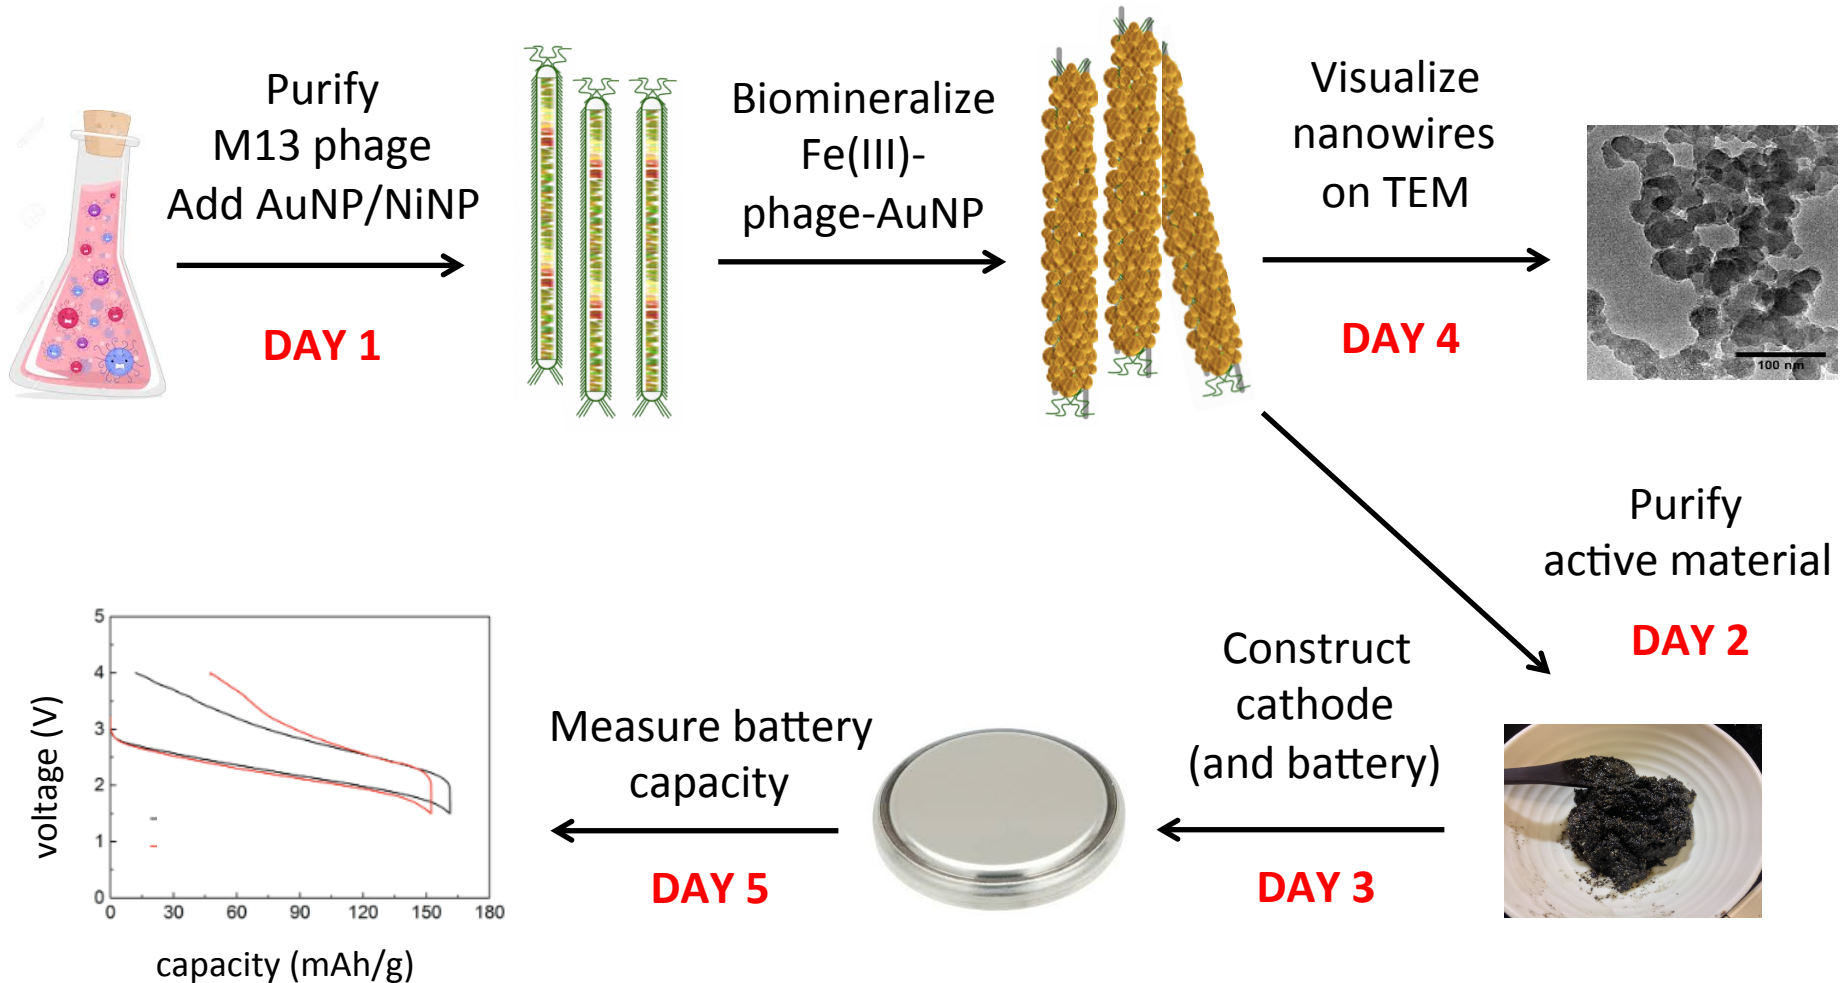 Purify
M13 phage
Add AuNP/NiNP
DAY 1
Biomineralize
Fe(III)-
phage-AuNP
Visualize
nanowires
on TEM
DAY 4
100 nm
Purify
active material
DAY 2
Construct
cathode
(and battery)
DAY 3
Measure battery
capacity
DAY 5
voltage (V)
5
4
3
2
1
0
0 30 60 90 120 150 180
capacity (mAh/g)